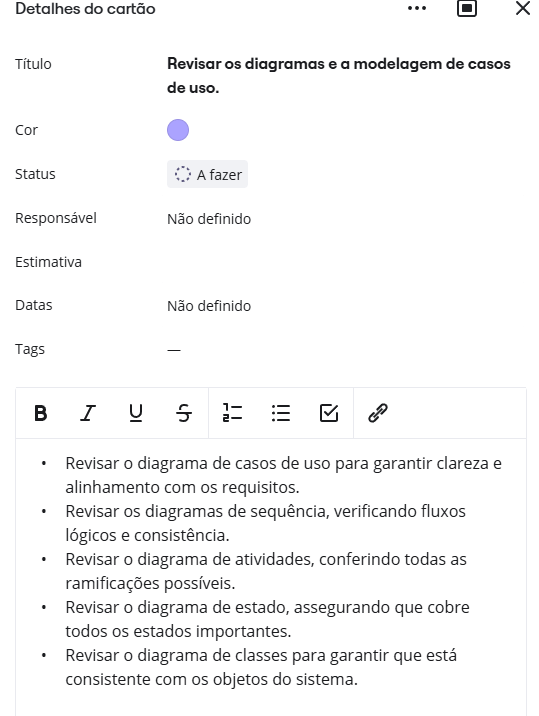 Detalhes do cartão
Título
Revisar os diagramas e a modelagem de casos
de uso.
Cor
Status
A fazer
Responsável
Não definido
Estimativa
Datas
Não definido
Tags
—
B I U S
• Revisar o diagrama de casos de uso para garantir clareza e
alinhamento com os requisitos.
• Revisar os diagramas de sequência, verificando fluxos
lógicos e consistência.
• Revisar o diagrama de atividades, conferindo todas as
ramificações possíveis.
• Revisar o diagrama de estado, assegurando que cobre
todos os estados importantes.
• Revisar o diagrama de classes para garantir que está
consistente com os objetos do sistema.